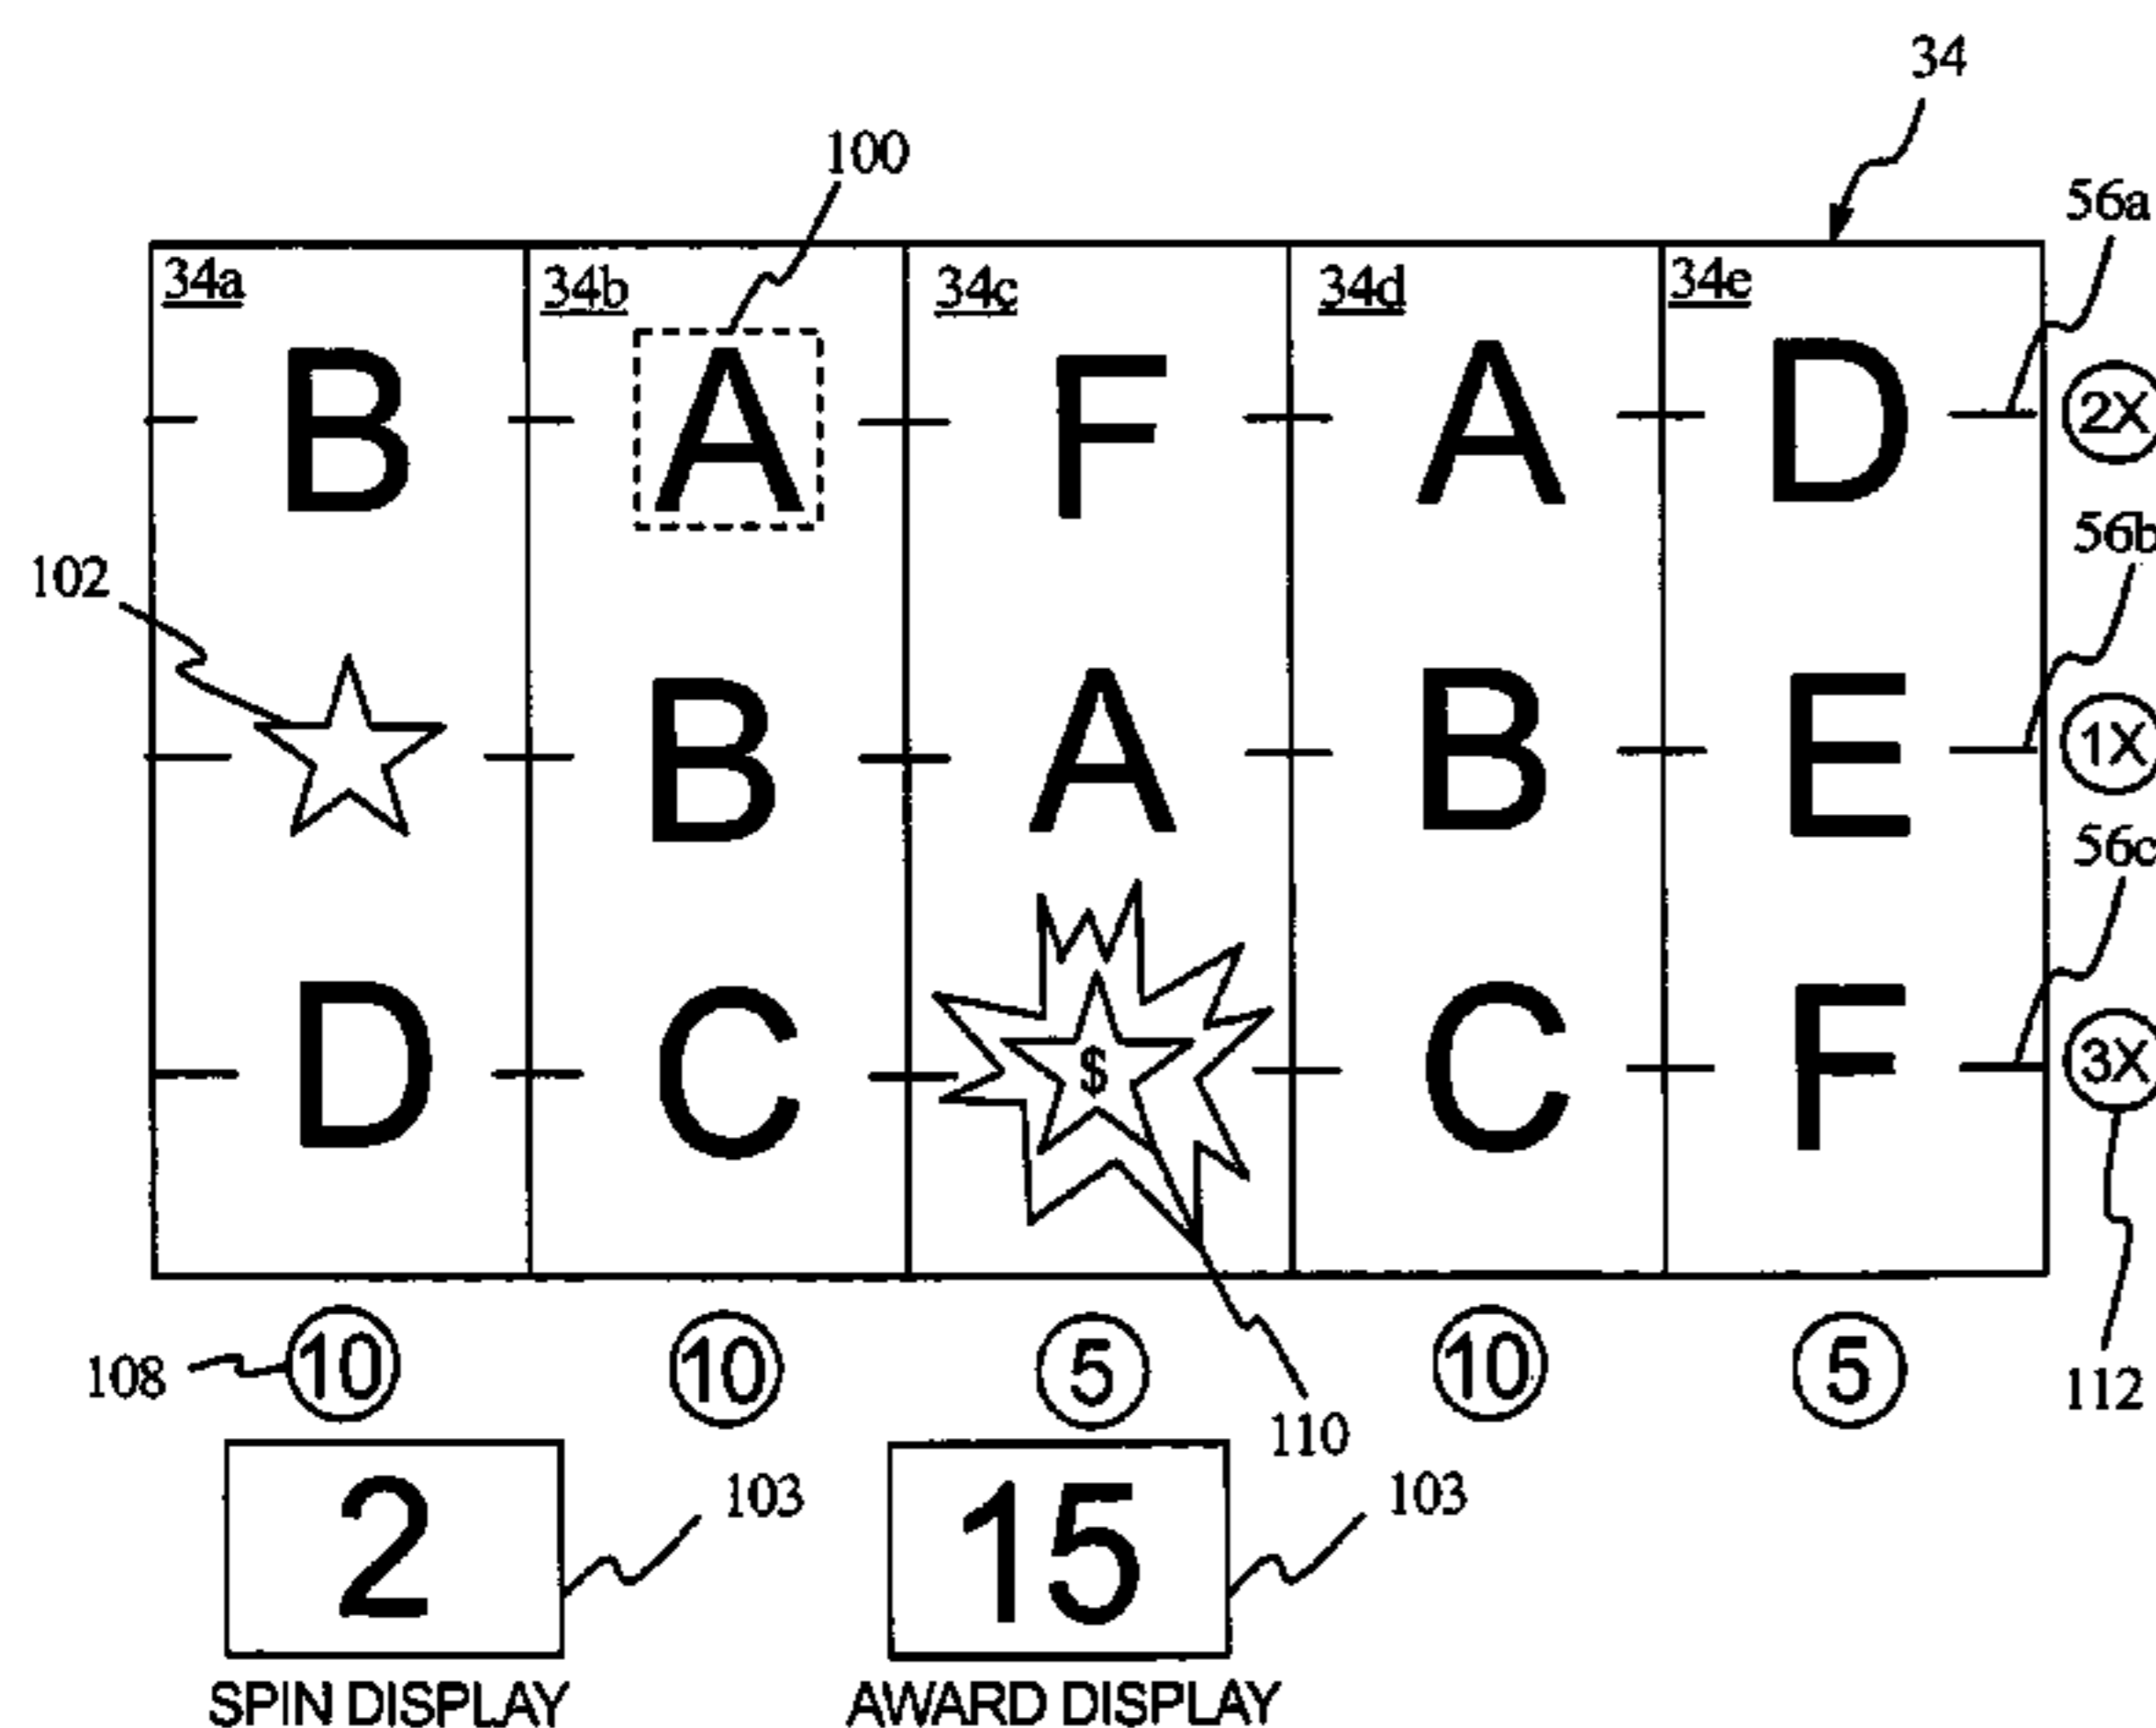 34
100
56a
34a 34b 34c 34d 34e
B A F A D 2X
56b
102
B A B E 1X
56c
D C $ C F 3X
108 10 10 5 10 5 112
110
2 103 15 103
SPIN DISPLAY AWARD DISPLAY